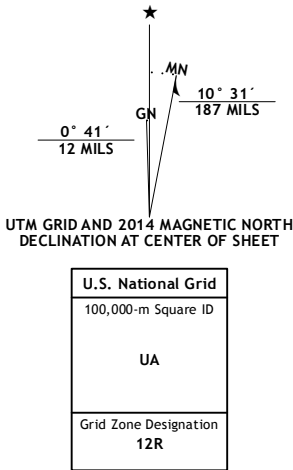 ★
MN
GN
10° 31´
187 MILS
0° 41´
12 MILS
UTM GRID AND 2014 MAGNETIC NORTH
DECLINATION AT CENTER OF SHEET
U.S. National Grid
100,000-m Square ID
UA
Grid Zone Designation
12R